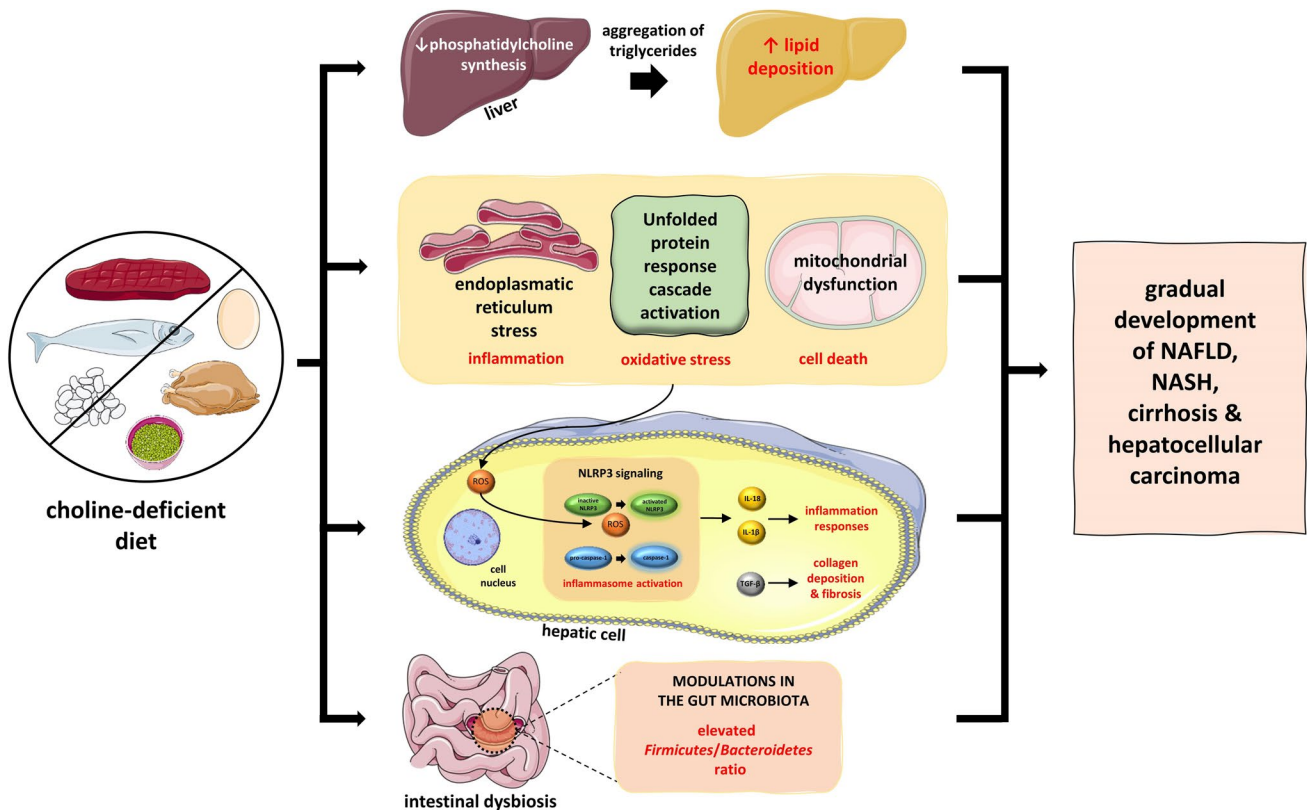 choline-deficient
diet
↓phosphatidylcholine
synthesis
liver
aggregation of
triglycerides
↑ lipid
deposition
endoplasmatic
reticulum
stress
inflammation
Unfolded
protein
response
cascade
activation
oxidative stress
mitochondrial
dysfunction
cell death
ROS
cell
nucleus
NLRP3 signaling
inactive
NLRP3
activated
NLRP3
ROS
pro-caspase-1
caspase-1
inflammasome activation
IL-18
IL-1β
inflammation
responses
TGF-β
collagen
deposition
& fibrosis
hepatic cell
intestinal dysbiosis
MODULATIONS IN
THE GUT MICROBIOTA
elevated
Firmicutes/Bacteroidetes
ratio
gradual
development
of NAFLD,
NASH,
cirrhosis &
hepatocellular
carcinoma